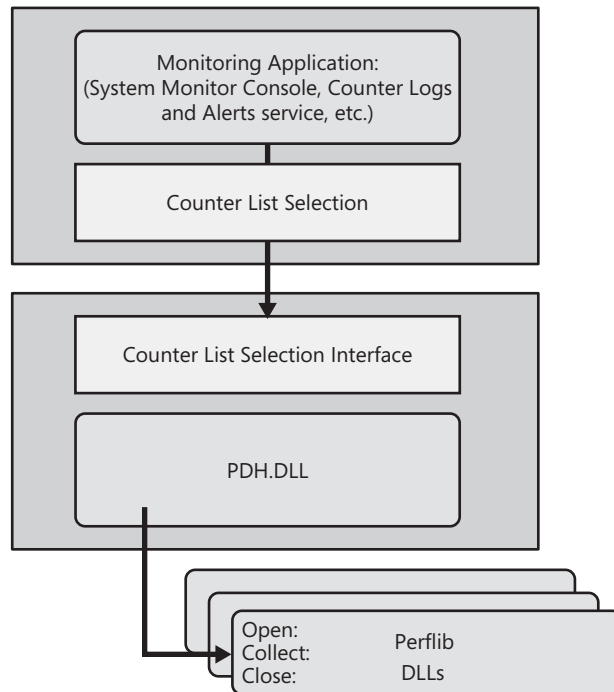 Monitoring Application:
(System Monitor Console, Counter Logs
and Alerts service, etc.)
Counter List Selection
Counter List Selection Interface
PDH.DLL
Open:
Collect:
Close:
Perflib
DLLs